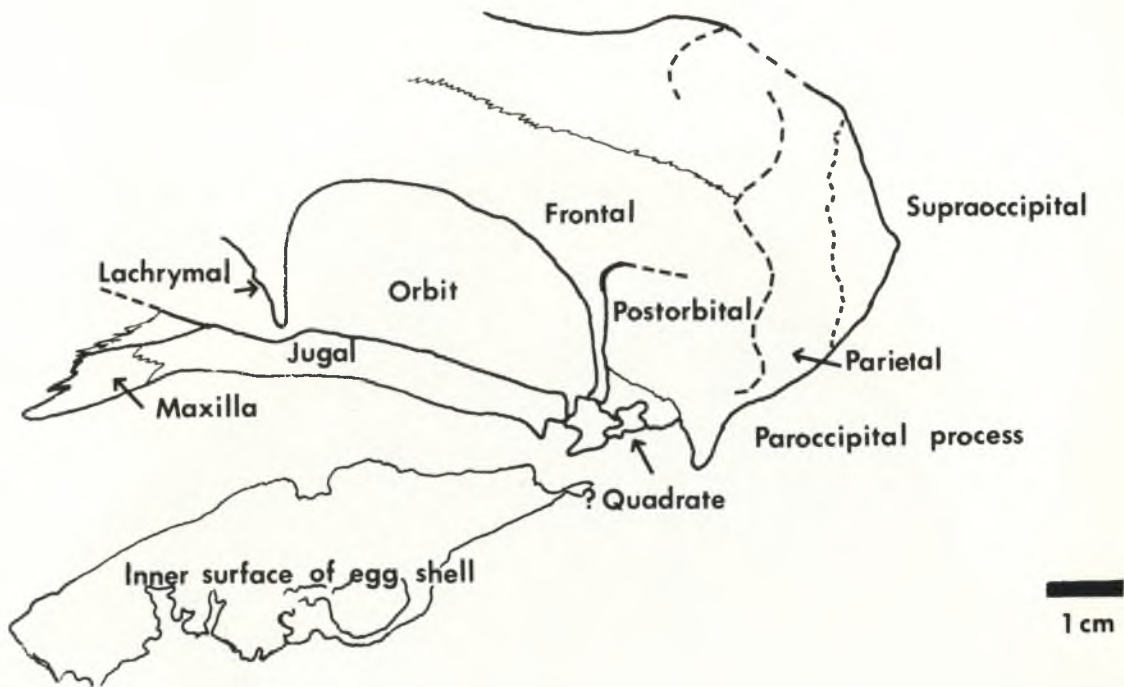 Frontal
Supraoccipital
Lachrymal
Orbit
Postorbital
Jugal
Parietal
Maxilla
Paroccipital process
? Quadrate
Inner surface of egg shell
1 cm